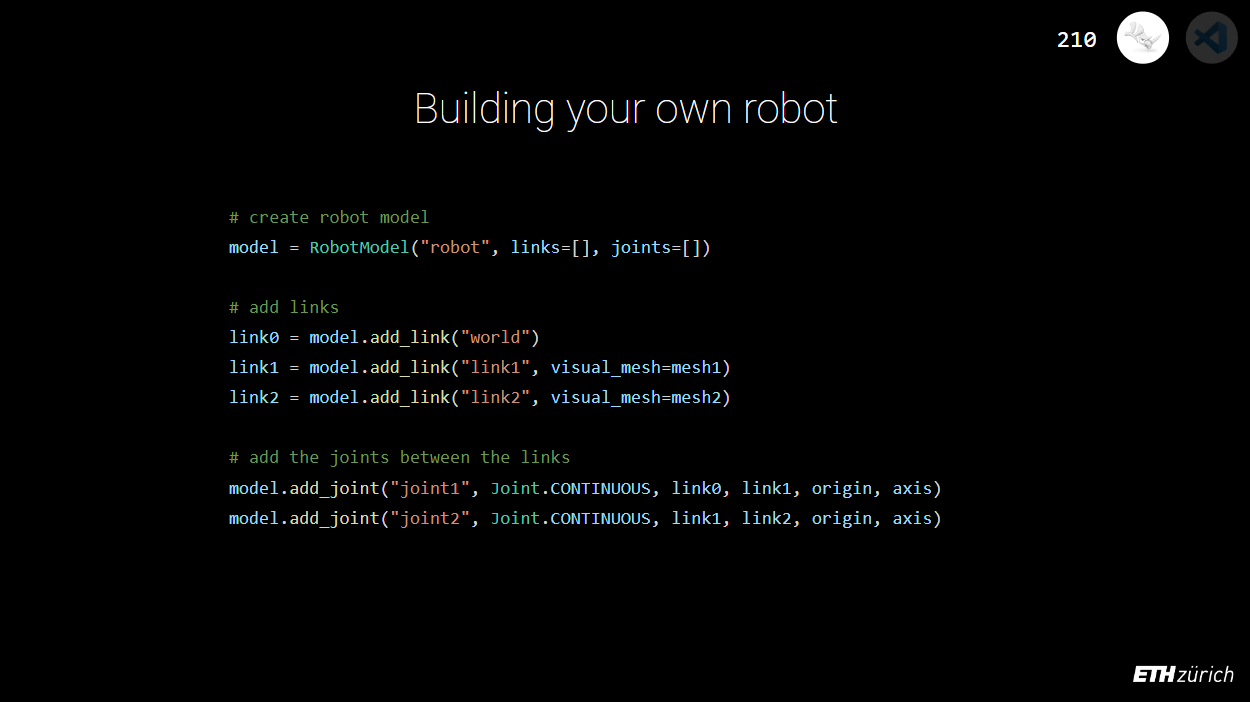 210
Building your own robot
# create robot model
model = RobotModel("robot", links=[], joints=[])
# add links
link0 = model.add_link("world")
link1 = model.add_link("link1", visual_mesh=mesh1)
link2 = model.add_link("link2", visual_mesh=mesh2)
# add the joints between the links
model.add_joint("joint1", Joint.CONTINUOUS, link0, link1, origin, axis)
model.add_joint("joint2", Joint.CONTINUOUS, link1, link2, origin, axis)
ETH zürich